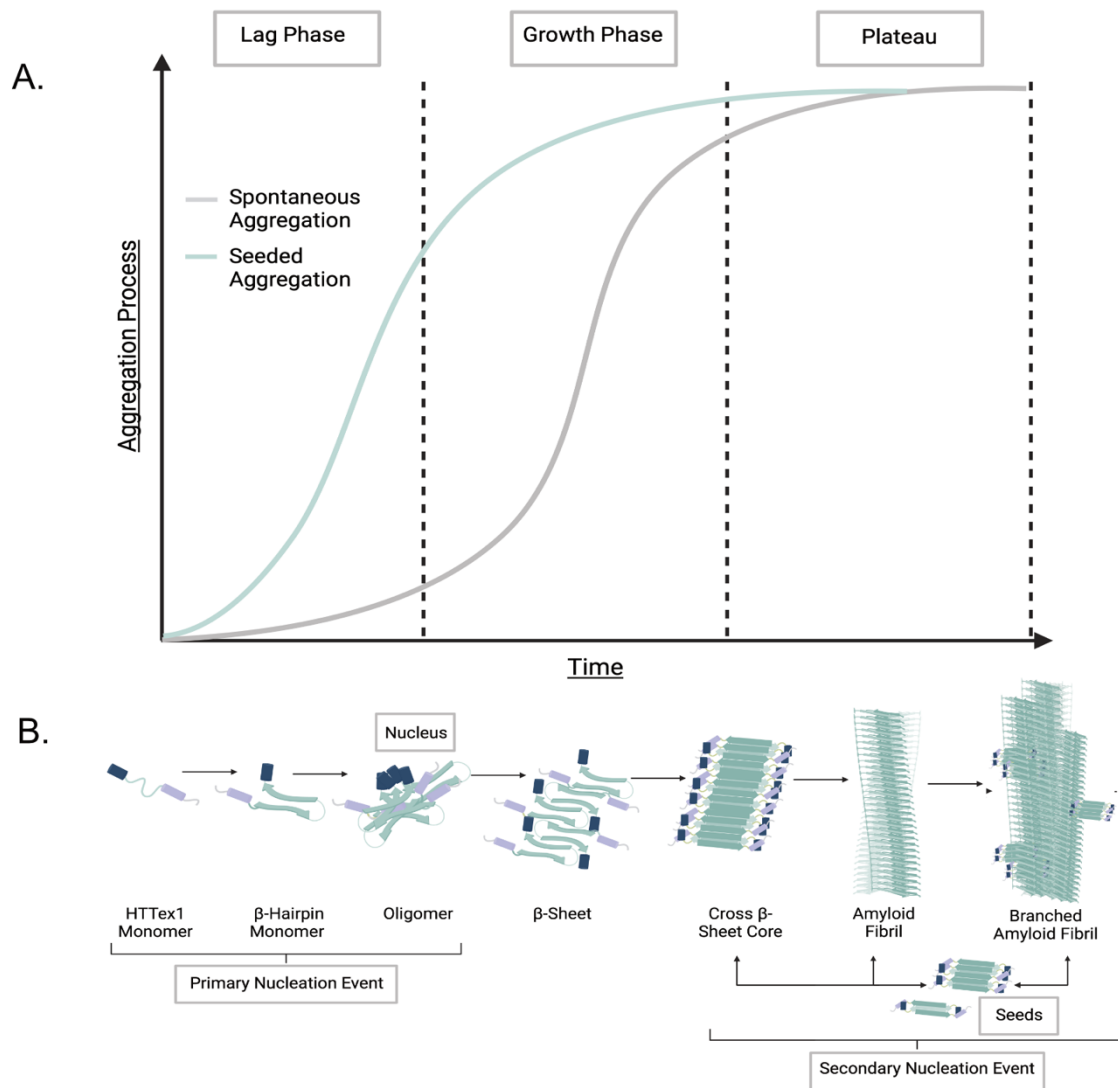 Lag Phase
Growth Phase
Plateau
A.
Spontaneous
Aggregation
Seeded
Aggregation
Aggregation Process
Time
B.
Nucleus
HTTex1
Monomer
β-Hairpin
Monomer
Oligomer
β-Sheet
Cross β-
Sheet Core
Amyloid
Fibril
Branched
Amyloid Fibril
Primary Nucleation Event
Seeds
Secondary Nucleation Event